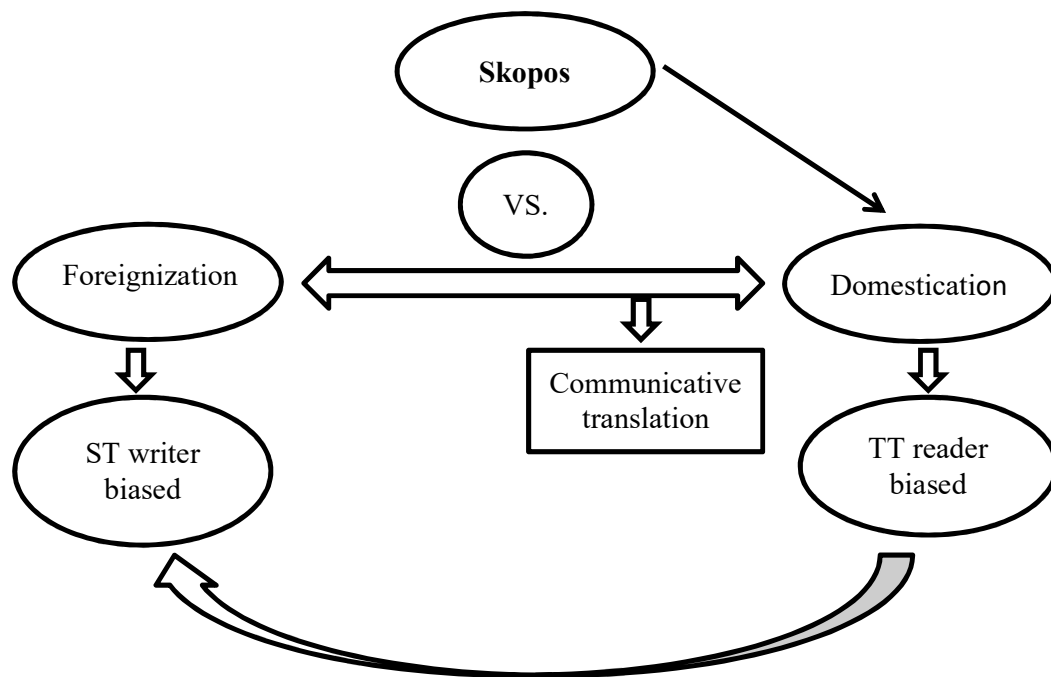 Skopos
VS.
Foreignization
Domestication
Communicative
translation
ST writer
biased
TT reader
biased